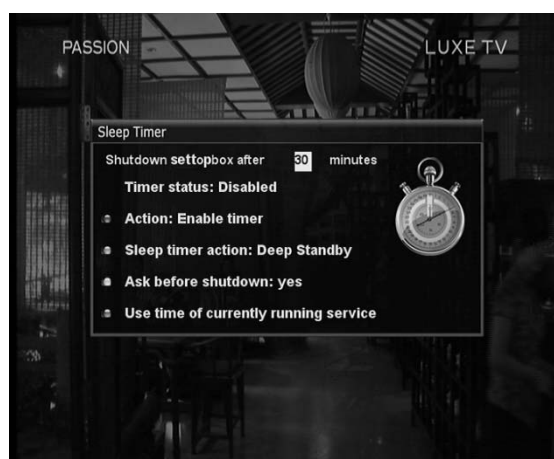 PASSION LUXE TV
Sleep Timer
Shutdown settopbox after 30 minutes
Timer status: Disabled
Action: Enable timer
Sleep timer action: Deep Standby
Ask before shutdown: yes
Use time of currently running service